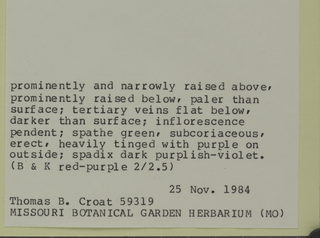 prominently and narrowly raised above,
prominently raised below, paler than
surface; tertiary veins flat below,
darker than surface; inflorescence
pendent; spathe green, subcoriaceous,
erect, heavily tinged with purple on
outside; spadix dark purplish-violet.
(B & K red-purple 2/2.5)
25 Nov. 1984
Thomas B. Croat 59319
MISSOURI BOTANICAL GARDEN HERBARIUM (MO)